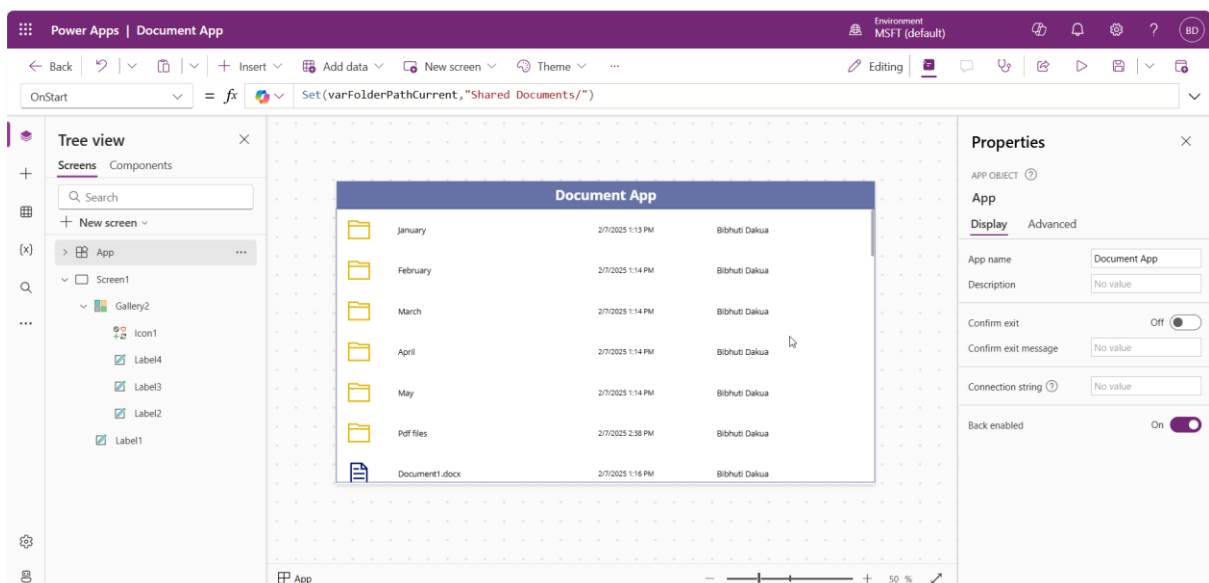 Power Apps | Document App
Environment
MSFT (default)
BD
Back
Insert
Add data
New screen
Theme
...
Editing
OnStart
= fx
Set(varFolderPathCurrent,"Shared Documents/")
Tree view
Screens Components
Search
New screen
App
...
Screen1
Gallery2
Icon1
Label4
Label3
Label2
Label1
Document App
January 2/7/2025 1:13 PM Bibhuti Dakua
February 2/7/2025 1:14 PM Bibhuti Dakua
March 2/7/2025 1:14 PM Bibhuti Dakua
April 2/7/2025 1:14 PM Bibhuti Dakua
May 2/7/2025 1:14 PM Bibhuti Dakua
Pdf files 2/7/2025 2:38 PM Bibhuti Dakua
Document1.docx 2/7/2025 1:16 PM Bibhuti Dakua
App
50 %
Properties
APP OBJECT
App
Display Advanced
App name Document App
Description No value
Confirm exit Off
Confirm exit message No value
Connection string No value
Back enabled On